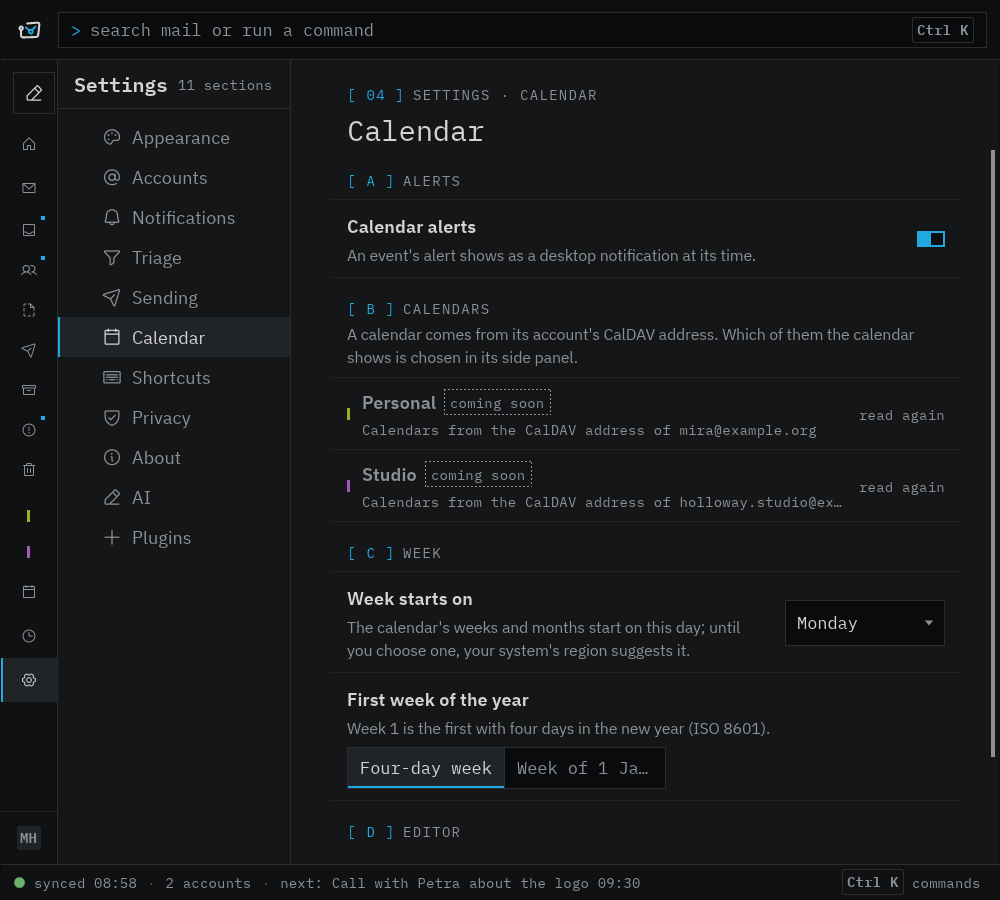 > search mail or run a command
Ctrl K
Settings 11 sections
Appearance
Accounts
Notifications
Triage
Sending
Calendar
Shortcuts
Privacy
About
AI
Plugins
MH
[ 04 ] SETTINGS · CALENDAR
Calendar
[ A ] ALERTS
Calendar alerts
An event's alert shows as a desktop notification at its time.
[ B ] CALENDARS
A calendar comes from its account's CalDAV address. Which of them the calendar
shows is chosen in its side panel.
Personal coming soon
Calendars from the CalDAV address of mira@example.org
read again
Studio coming soon
Calendars from the CalDAV address of holloway.studio@ex…
read again
[ C ] WEEK
Week starts on
The calendar's weeks and months start on this day; until
you choose one, your system's region suggests it.
Monday
First week of the year
Week 1 is the first with four days in the new year (ISO 8601).
Four-day week
Week of 1 Ja…
[ D ] EDITOR
synced 08:58 · 2 accounts · next: Call with Petra about the logo 09:30
Ctrl K commands